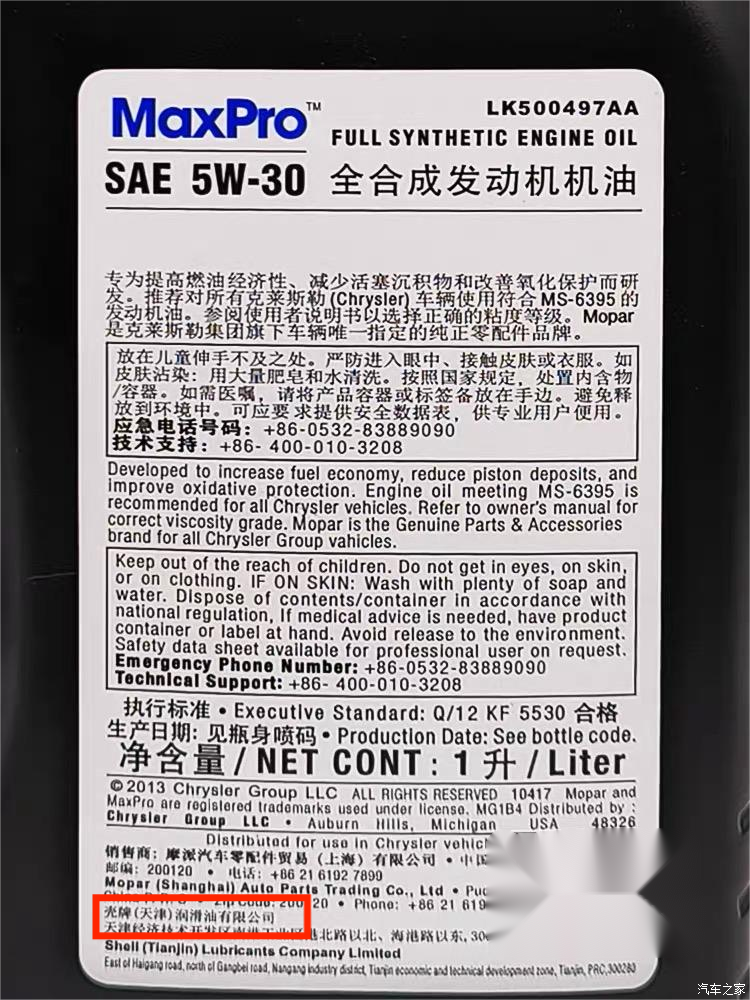 MaxPro™
LK500497AA
FULL SYNTHETIC ENGINE OIL
SAE 5W-30 全合成发动机机油
专为提高燃油经济性、减少活塞沉积物和改善氧化保护而研
发。推荐对所有克莱斯勒(Chrysler)车辆使用符合MS-6395的
发动机油。参阅使用者说明书以选择正确的粘度等级。Mopar
是克莱斯勒集团旗下车辆唯一指定的纯正零配件品牌。
放在儿童伸手不及之处。严防进入眼中、接触皮肤或衣服。如
皮肤沾染：用大量肥皂和水清洗。按照国家规定，处置内含物
/容器。如需医嘱，请将产品容器或标签备放在手边。避免释
放到环境中。可应要求提供安全数据表，供专业用户便用。
应急电话号码：+86-0532-83889090
技术支持：+86- 400-010-3208
Developed to increase fuel economy, reduce piston deposits, and
improve oxidative protection. Engine oil meeting MS-6395 is
recommended for all Chrysler vehicles. Refer to owner's manual for
correct viscosity grade. Mopar is the Genuine Parts & Accessories
brand for all Chrysler Group vehicles.
Keep out of the reach of children. Do not get in eyes, on skin,
or on clothing. IF ON SKIN: Wash with plenty of soap and
water. Dispose of contents/container in accordance with
national regulation, If medical advice is needed, have product
container or label at hand. Avoid release to the environment.
Safety data sheet available for professional user on request.
Emergency Phone Number: +86-0532-83889090
Technical Support: +86- 400-010-3208
执行标准 • Executive Standard: Q/12 KF 5530 合格
生产日期: 见瓶身喷码 • Production Date: See bottle code.
净含量/NET CONT: 1升/Liter
©2013 Chrysler Group LLC ALL RIGHTS RESERVED 10417 Mopar and
MaxPro are registered trademarks used under license. MG1B4 Distributed by :
Chrysler Group LLC • Auburn Hills, Michigan USA 48326
Distributed for use in Chrysler
销售商：摩派汽车零配件贸易（上海）有限公司 • 中国
邮编: 200120 • 电话: +86 21 6192 7899
Mopar (Shanghai) Auto Parts Trading Co., Ltd •
Zip Code: 200120 • Phone: +86 21 619
壳牌(天津)润滑油有限公司
天津经济技术开发区南港工业区港北路以北、海港路以东,
Shell (Tianjin) Lubricants Company Limited
East of Haigang road, north of Gangbei road, Nangang industry district, Tianjin economic and technical development zone, Tianjin, PRC,300280
汽车之家